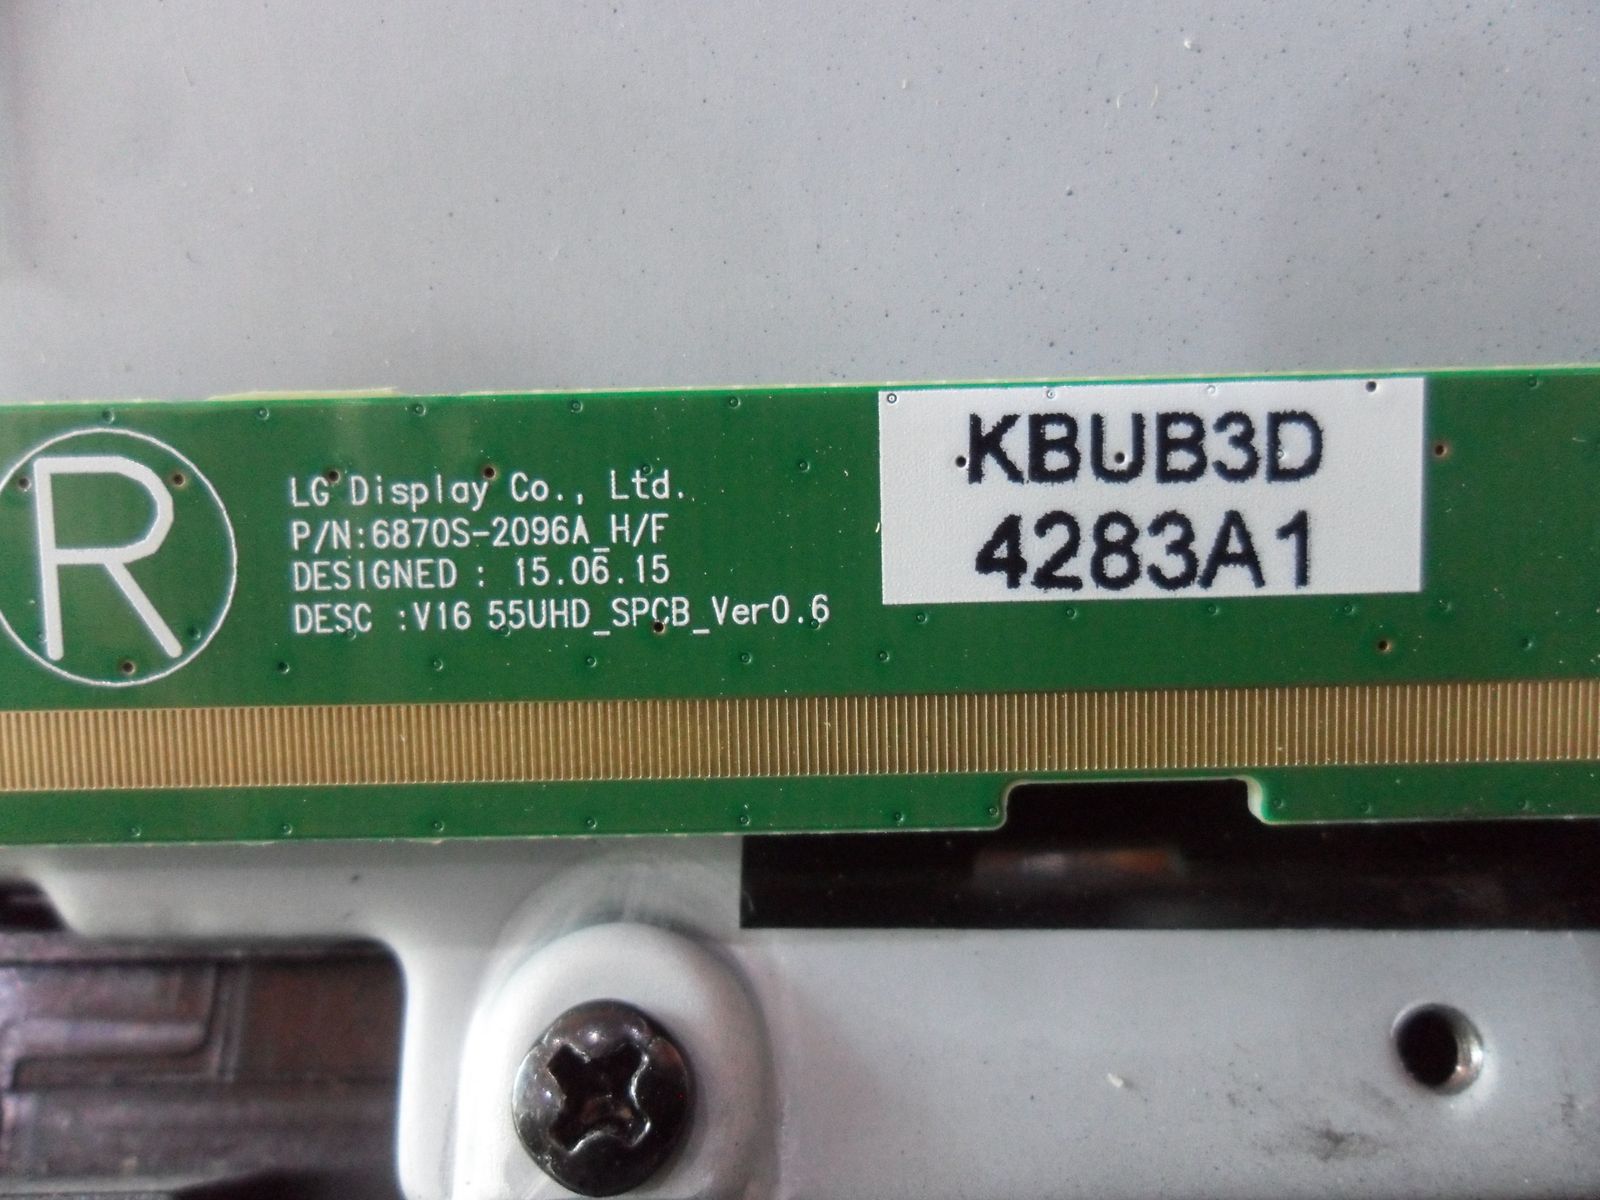 R
LG Display Co., Ltd.
P/N:6870S-2096A_H/F
DESIGNED : 15.06.15
DESC :V16 55UHD_SPCB_Ver0.6
KBUB3D
4283A1